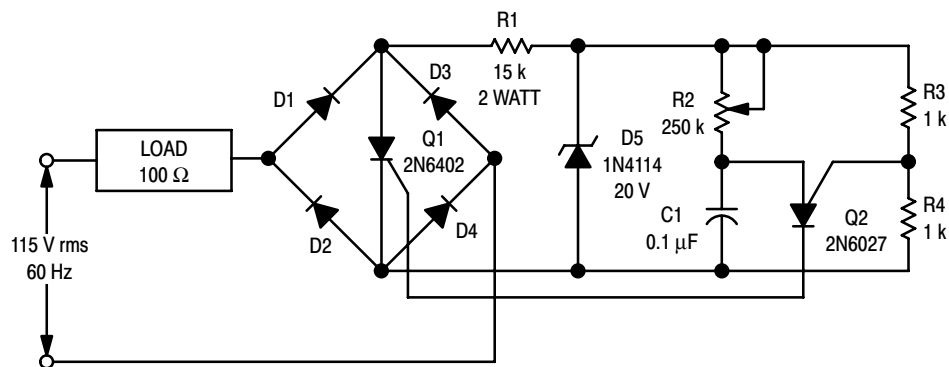 R1
15 k
2 WATT
D1
D3
Q1
2N6402
D2
D4
LOAD
100 Ω
115 V rms
60 Hz
D5
1N4114
20 V
R2
250 k
C1
0.1 µF
Q2
2N6027
R3
1 k
R4
1 k